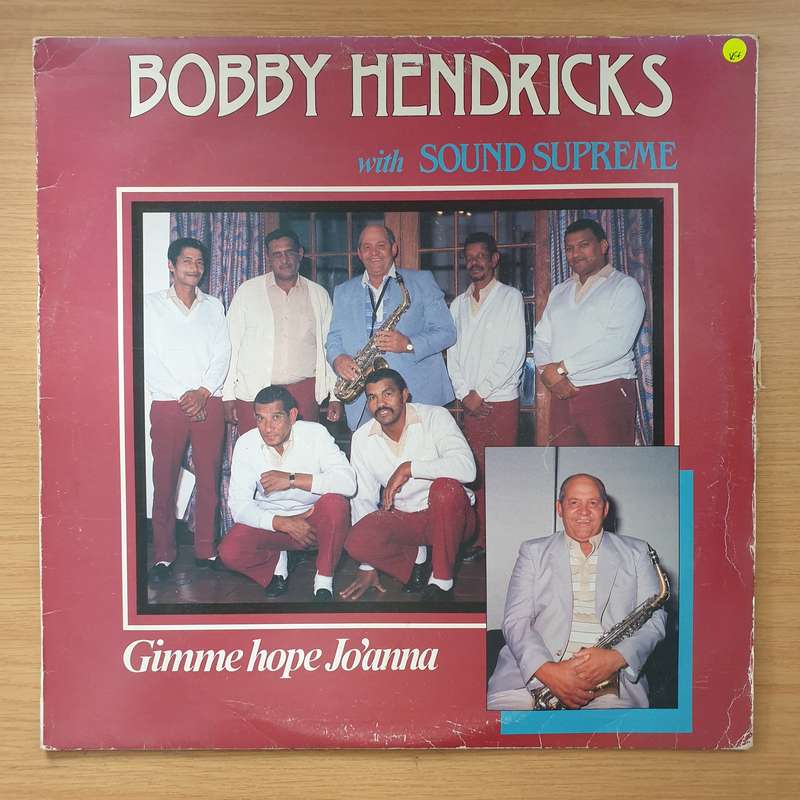 BOBBY HENDRICKS
with SOUND SUPREME
Gimme hope Jo'anna